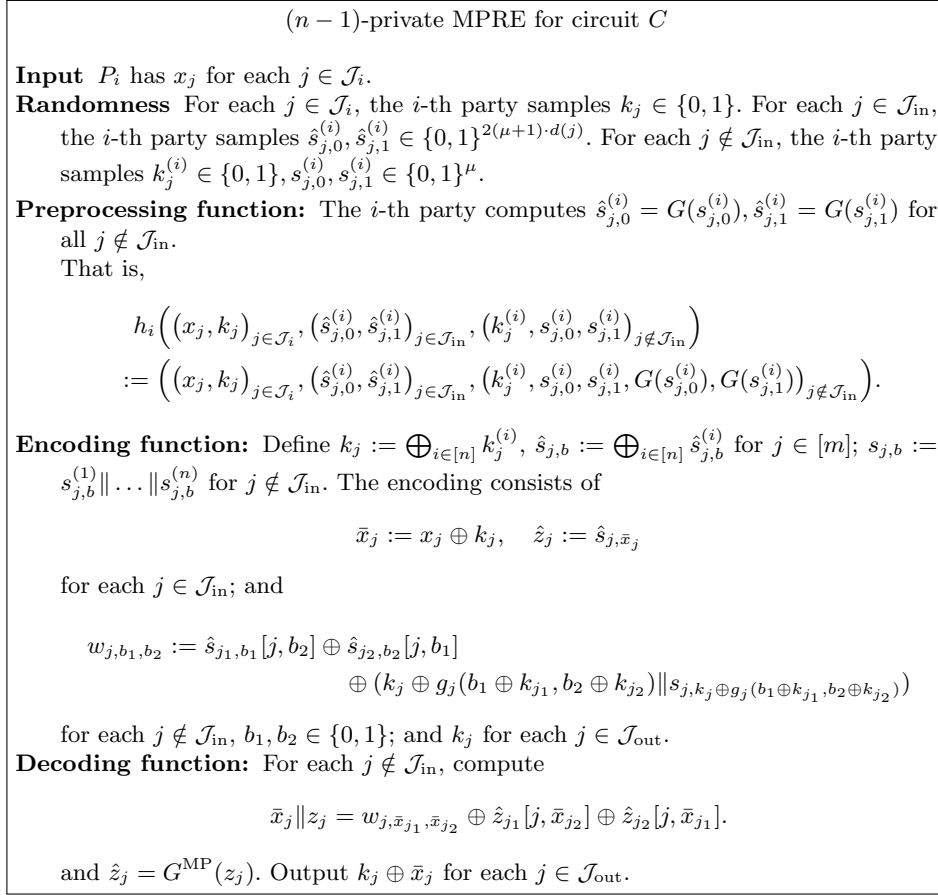 (n − 1)-private MPRE for circuit C
Input P_i has x_j for each j ∈ 𝒥_i.
Randomness For each j ∈ 𝒥_i, the i-th party samples k_j ∈ {0, 1}. For each j ∈ 𝒥_in,
the i-th party samples ŝ^{(i)}_{j,0}, ŝ^{(i)}_{j,1} ∈ {0, 1}^{2(μ+1)·d(j)}. For each j ∉ 𝒥_in, the i-th party
samples k^{(i)}_j ∈ {0, 1}, s^{(i)}_{j,0}, s^{(i)}_{j,1} ∈ {0, 1}^μ.
Preprocessing function: The i-th party computes ŝ^{(i)}_{j,0} = G(s^{(i)}_{j,0}), ŝ^{(i)}_{j,1} = G(s^{(i)}_{j,1}) for
all j ∉ 𝒥_in.
That is,
h_i((x_j, k_j)_{j∈𝒥_i}, (ŝ^{(i)}_{j,0}, ŝ^{(i)}_{j,1})_{j∈𝒥_in}, (k^{(i)}_j, s^{(i)}_{j,0}, s^{(i)}_{j,1})_{j∉𝒥_in})
:= ((x_j, k_j)_{j∈𝒥_i}, (ŝ^{(i)}_{j,0}, ŝ^{(i)}_{j,1})_{j∈𝒥_in}, (k^{(i)}_j, s^{(i)}_{j,0}, s^{(i)}_{j,1}, G(s^{(i)}_{j,0}), G(s^{(i)}_{j,1}))_{j∉𝒥_in}).
Encoding function: Define k_j := ⊕_{i∈[n]} k^{(i)}_j, ŝ_{j,b} := ⊕_{i∈[n]} ŝ^{(i)}_{j,b} for j ∈ [m]; s_{j,b} :=
s^{(1)}_{j,b}‖ . . . ‖s^{(n)}_{j,b} for j ∉ 𝒥_in. The encoding consists of
x̄_j := x_j ⊕ k_j, ẑ_j := ŝ_{j,x̄_j}
for each j ∈ 𝒥_in; and
w_{j,b_1,b_2} := ŝ_{j_1,b_1}[j, b_2] ⊕ ŝ_{j_2,b_2}[j, b_1]
⊕ (k_j ⊕ g_j(b_1 ⊕ k_{j_1}, b_2 ⊕ k_{j_2})‖s_{j,k_j⊕g_j(b_1⊕k_{j_1},b_2⊕k_{j_2})})
for each j ∉ 𝒥_in, b_1, b_2 ∈ {0, 1}; and k_j for each j ∈ 𝒥_out.
Decoding function: For each j ∉ 𝒥_in, compute
x̄_j‖z_j = w_{j,x̄_{j_1},x̄_{j_2}} ⊕ ẑ_{j_1}[j, x̄_{j_2}] ⊕ ẑ_{j_2}[j, x̄_{j_1}].
and ẑ_j = G^{MP}(z_j). Output k_j ⊕ x̄_j for each j ∈ 𝒥_out.